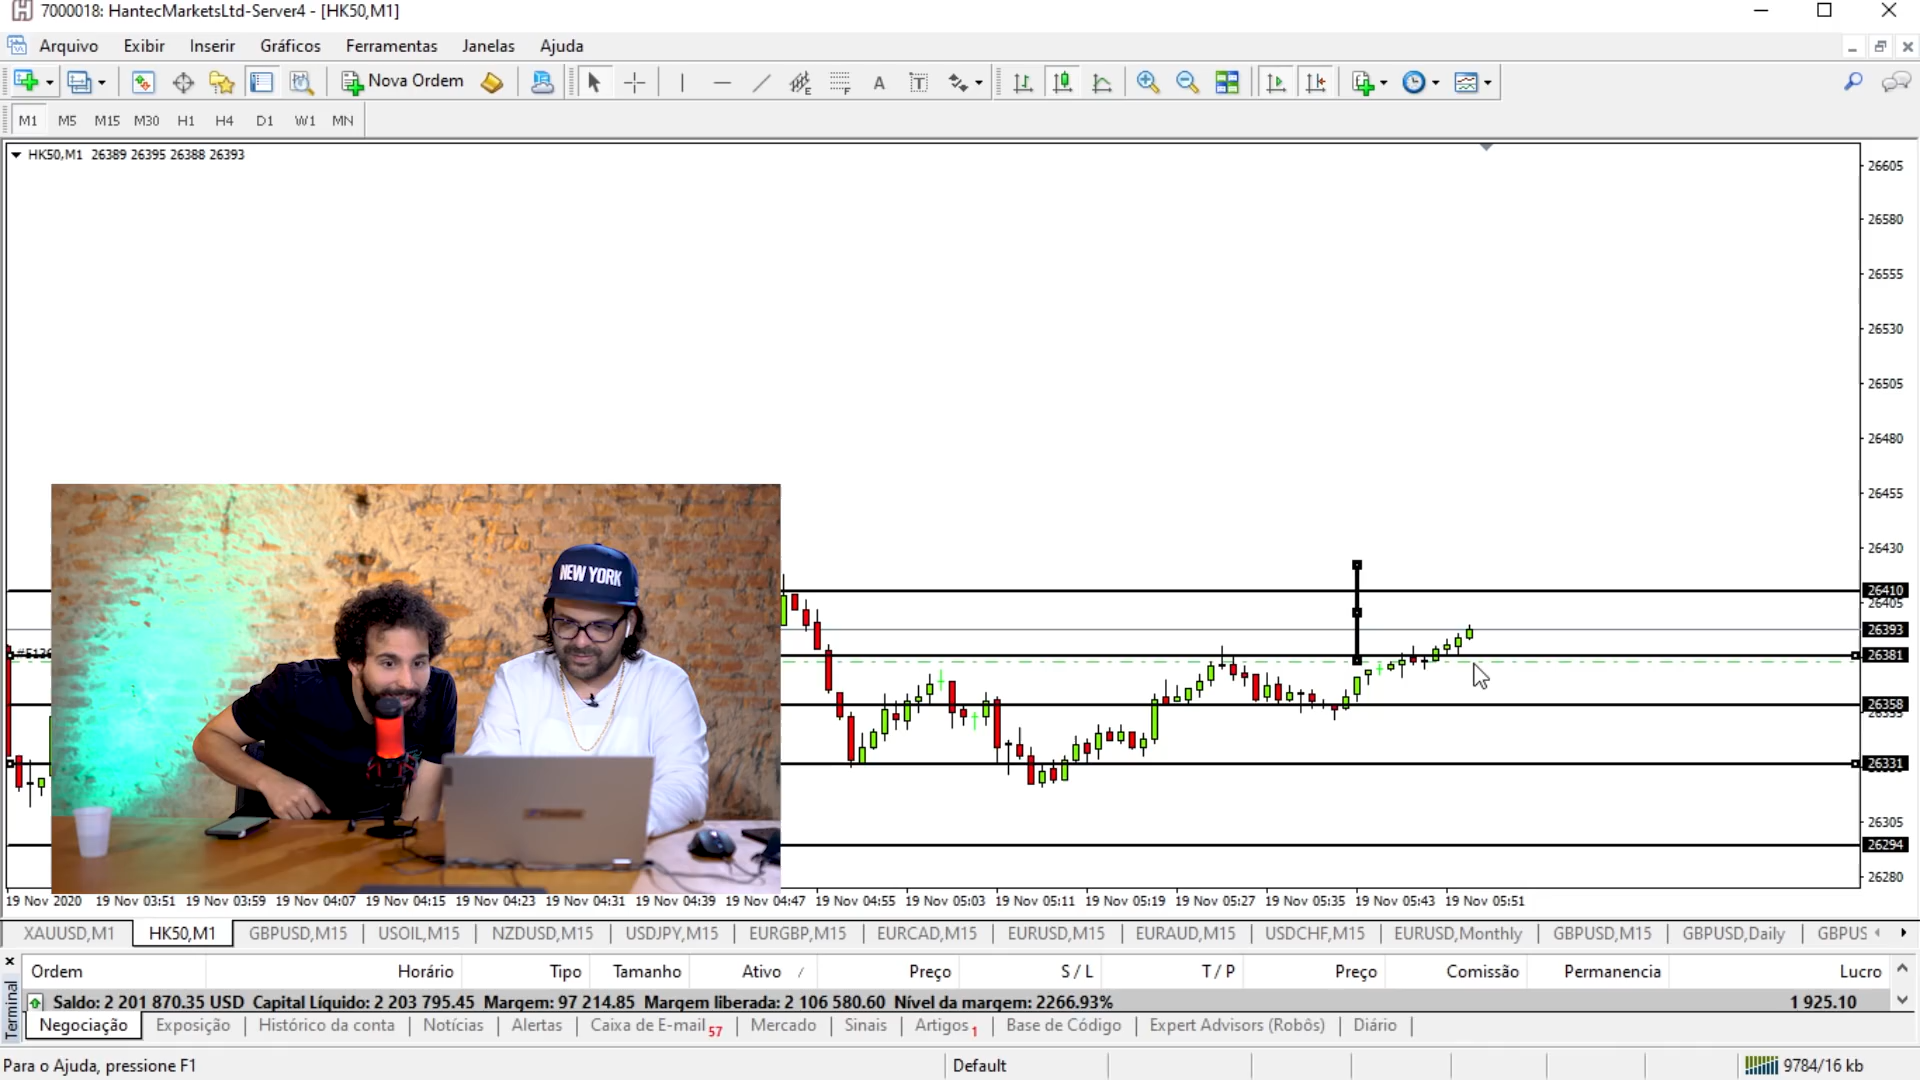 7000018: HantecMarketsLtd-Server4 - [HK50,M1]
Arquivo Exibir Inserir Gráficos Ferramentas Janelas Ajuda
Nova Ordem
M1 M5 M15 M30 H1 H4 D1 W1 MN
HK50,M1 26389 26395 26388 26393
26605
26580
26555
26530
26505
26480
26455
26430
26410
26405
26393
26381
26358
26331
26305
26294
26280
NEW YORK
19 Nov 2020 19 Nov 03:51 19 Nov 03:59 19 Nov 04:07 19 Nov 04:15 19 Nov 04:23 19 Nov 04:31 19 Nov 04:39 19 Nov 04:47 19 Nov 04:55 19 Nov 05:03 19 Nov 05:11 19 Nov 05:19 19 Nov 05:27 19 Nov 05:35 19 Nov 05:43 19 Nov 05:51
XAUUSD,M1 HK50,M1 GBPUSD,M15 USOIL,M15 NZDUSD,M15 USDJPY,M15 EURGBP,M15 EURCAD,M15 EURUSD,M15 EURAUD,M15 USDCHF,M15 EURUSD,Monthly GBPUSD,M15 GBPUSD,Daily GBPUS
Ordem Horário Tipo Tamanho Ativo / Preço S / L T / P Preço Comissão Permanencia Lucro
Saldo: 2 201 870.35 USD Capital Líquido: 2 203 795.45 Margem: 97 214.85 Margem liberada: 2 106 580.60 Nível da margem: 2266.93% 1 925.10
Terminal
Negociação Exposição Histórico da conta Notícias Alertas Caixa de E-mail 57 Mercado Sinais Artigos 1 Base de Código Expert Advisors (Robôs) Diário
Para o Ajuda, pressione F1 Default 9784/16 kb